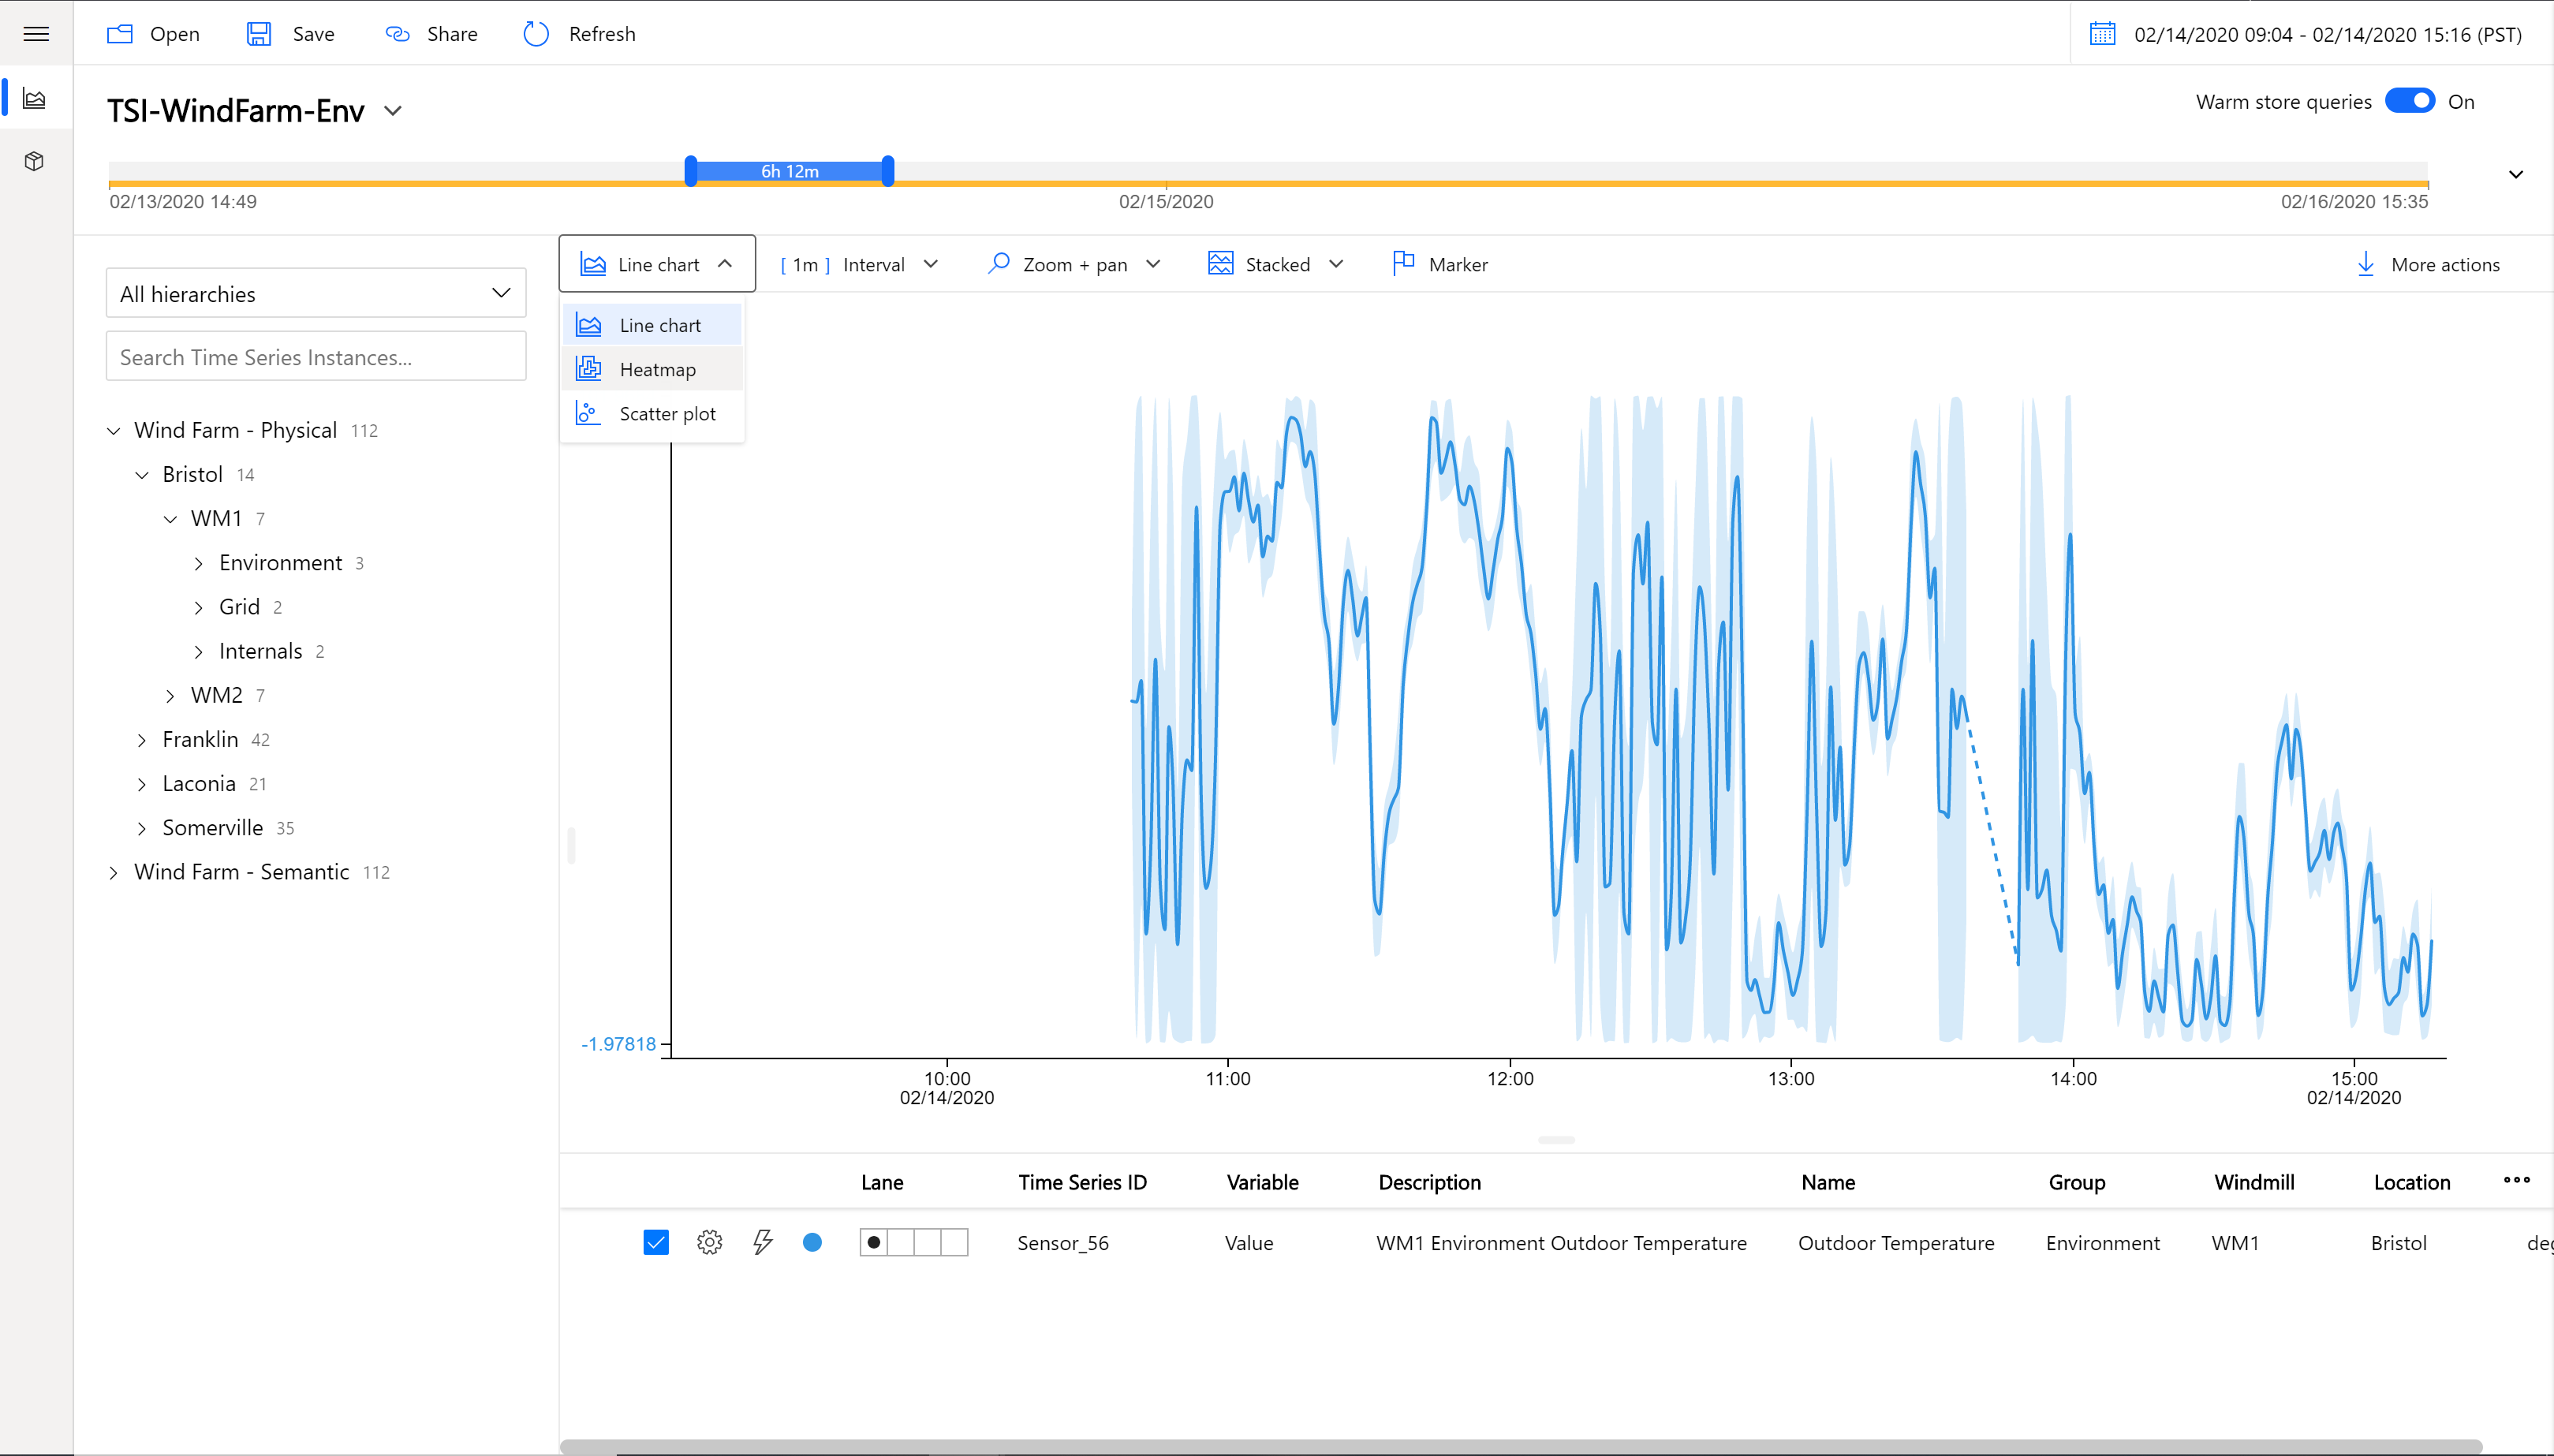 Open Save Share Refresh 02/14/2020 09:04 - 02/14/2020 15:16 (PST)
TSI-WindFarm-Env
Warm store queries On
6h 12m
02/13/2020 14:49 02/15/2020 02/16/2020 15:35
Line chart [ 1m ] Interval Zoom + pan Stacked Marker More actions
All hierarchies
Search Time Series Instances...
Wind Farm - Physical 112
Bristol 14
WM1 7
Environment 3
Grid 2
Internals 2
WM2 7
Franklin 42
Laconia 21
Somerville 35
Wind Farm - Semantic 112
Line chart
Heatmap
Scatter plot
-1.97818
10:00 11:00 12:00 13:00 14:00 15:00
02/14/2020 02/14/2020
Lane Time Series ID Variable Description Name Group Windmill Location
Sensor_56 Value WM1 Environment Outdoor Temperature Outdoor Temperature Environment WM1 Bristol